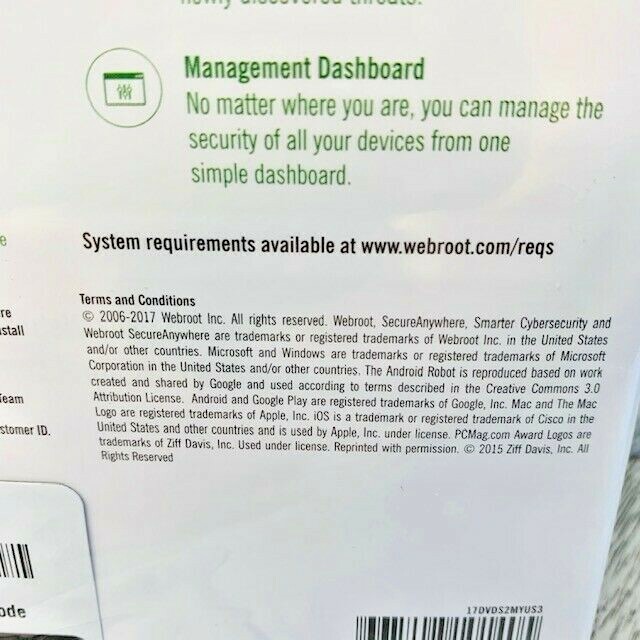 newly discovered threats.
Management Dashboard
No matter where you are, you can manage the
security of all your devices from one
simple dashboard.
e
System requirements available at www.webroot.com/reqs
re
stall
Team
stomer ID.
Terms and Conditions
© 2006-2017 Webroot Inc. All rights reserved. Webroot, SecureAnywhere, Smarter Cybersecurity and
Webroot SecureAnywhere are trademarks or registered trademarks of Webroot Inc. in the United States
and/or other countries. Microsoft and Windows are trademarks or registered trademarks of Microsoft
Corporation in the United States and/or other countries. The Android Robot is reproduced based on work
created and shared by Google and used according to terms described in the Creative Commons 3.0
Attribution License. Android and Google Play are registered trademarks of Google, Inc. Mac and The Mac
Logo are registered trademarks of Apple, Inc. iOS is a trademark or registered trademark of Cisco in the
United States and other countries and is used by Apple, Inc. under license. PCMag.com Award Logos are
trademarks of Ziff Davis, Inc. Used under license. Reprinted with permission. © 2015 Ziff Davis, Inc. All
Rights Reserved
ode
17DVDS2MYUS3